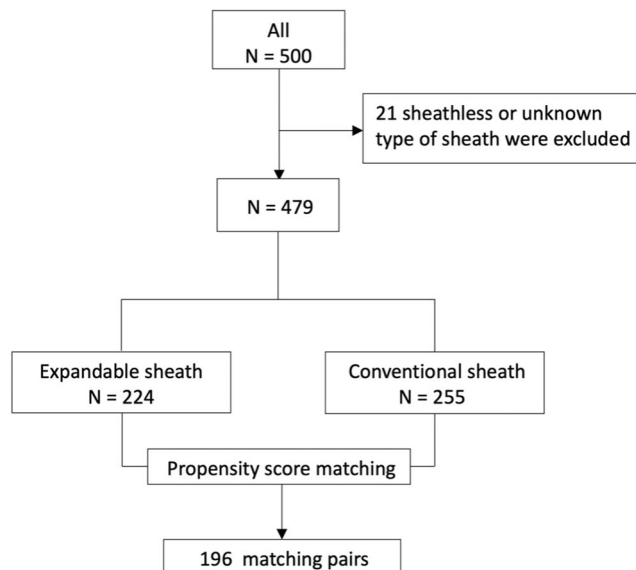 All
N = 500
21 sheathless or unknown
type of sheath were excluded
N = 479
Expandable sheath
N = 224
Conventional sheath
N = 255
Propensity score matching
196 matching pairs